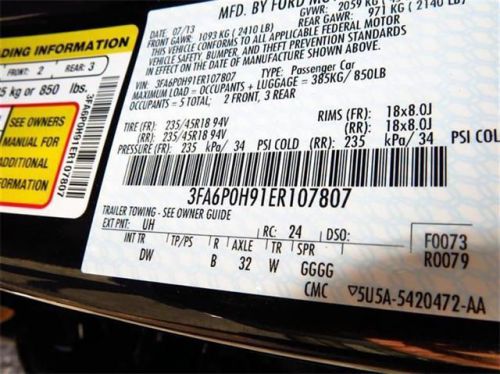 ADING INFORMATION
FRONT: 2 REAR: 3
5 kg or 850 lbs.
SEE OWNERS
MANUAL FOR
ADDITIONAL
INFORMATION
3FA6P0H91ER107807
MFD. BY FORD MO
07/13 GVWR: 2059 KG
FRONT GAWR: 1093 KG (2410 LB) REAR GAWR: 971 KG (2140 LB)
THIS VEHICLE CONFORMS TO ALL APPLICABLE FEDERAL MOTOR
VEHICLE SAFETY, BUMPER, AND THEFT PREVENTION STANDARDS
IN EFFECT ON THE DATE OF MANUFACTURE SHOWN ABOVE.
VIN: 3FA6P0H91ER107807 TYPE: Passenger Car
MAXIMUM LOAD = OCCUPANTS + LUGGAGE = 385KG/ 850LB
OCCUPANTS = 5 TOTAL; 2 FRONT, 3 REAR
TIRE (FR): 235/45R18 94V RIMS (FR): 18x8.0J
(RR): 235/45R18 94V (RR): 18x8.0J
PRESSURE (FR): 235 kPa/ 34 PSI COLD (RR): 235 kPa/ 34 PSI COLD
3FA6P0H91ER107807
TRAILER TOWING - SEE OWNER GUIDE
EXT PNT: UH RC: 24 DSO: F0073
INT TR TP/PS R AXLE TR SPR R0079
DW B 32 W GGGG
CMC ▽5U5A-5420472-AA